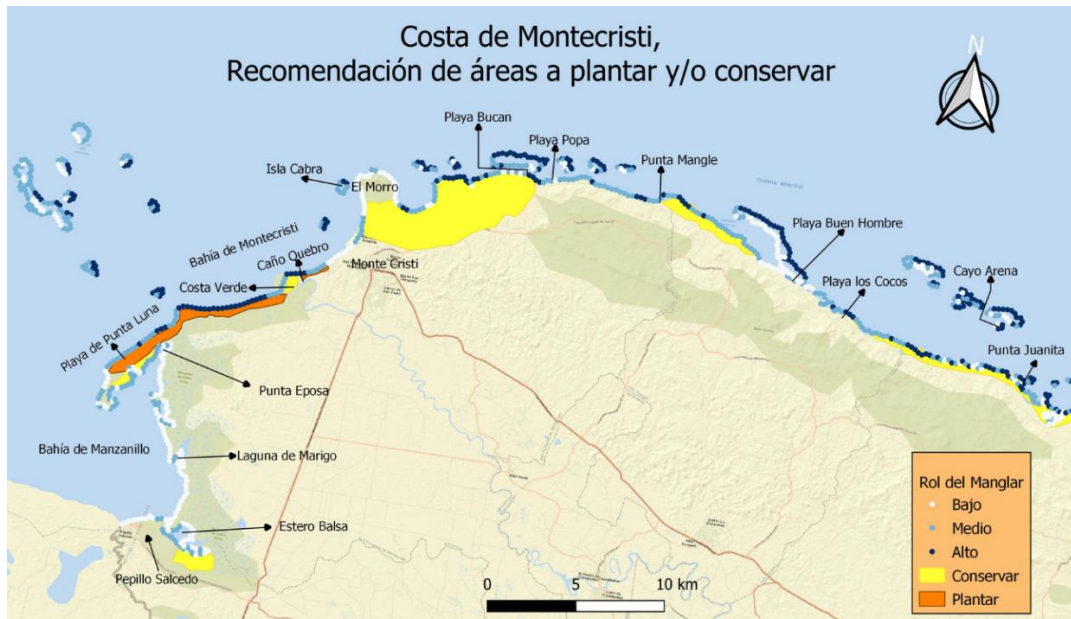 Costa de Montecristi,
Recomendación de áreas a plantar y/o conservar
N
Playa Bucan
Playa Popa
Punta Mangle
Isla Cabra
El Morro
Playa Buen Hombre
Bahía de Montecristi
Caño Quebro
Monte Cristi
Costa Verde
Playa los Cocos
Cayo Arena
Playa de Punta Luna
Punta Juanita
Punta Eposa
Bahía de Manzanillo
Laguna de Marigo
Estero Balsa
Pepillo Salcedo
0 5 10 km
Rol del Manglar
Bajo
Medio
Alto
Conservar
Plantar